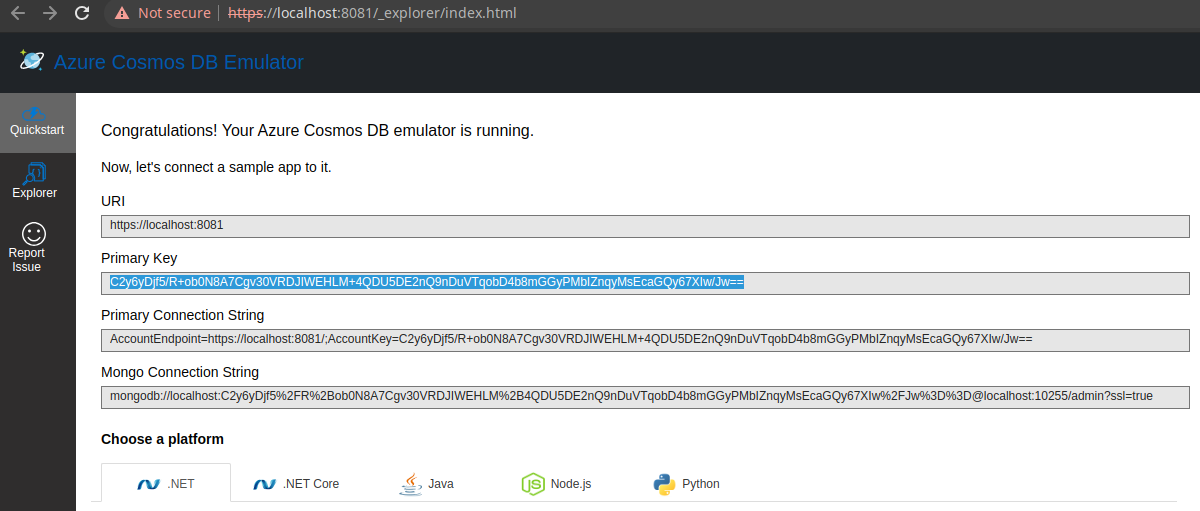 Not secure https://localhost:8081/_explorer/index.html
Azure Cosmos DB Emulator
Quickstart
Explorer
Report
Issue
Congratulations! Your Azure Cosmos DB emulator is running.
Now, let's connect a sample app to it.
URI
https://localhost:8081
Primary Key
C2y6yDjf5/R+ob0N8A7Cgv30VRDJIWEHLM+4QDU5DE2nQ9nDuVTqobD4b8mGGyPMbIZnqyMsEcaGQy67XIw/Jw==
Primary Connection String
AccountEndpoint=https://localhost:8081/;AccountKey=C2y6yDjf5/R+ob0N8A7Cgv30VRDJIWEHLM+4QDU5DE2nQ9nDuVTqobD4b8mGGyPMbIZnqyMsEcaGQy67XIw/Jw==
Mongo Connection String
mongodb://localhost:C2y6yDjf5%2FR%2Bob0N8A7Cgv30VRDJIWEHLM%2B4QDU5DE2nQ9nDuVTqobD4b8mGGyPMbIZnqyMsEcaGQy67XIw%2FJw%3D%3D@localhost:10255/admin?ssl=true
Choose a platform
.NET
.NET Core
Java
JS Node.js
Python